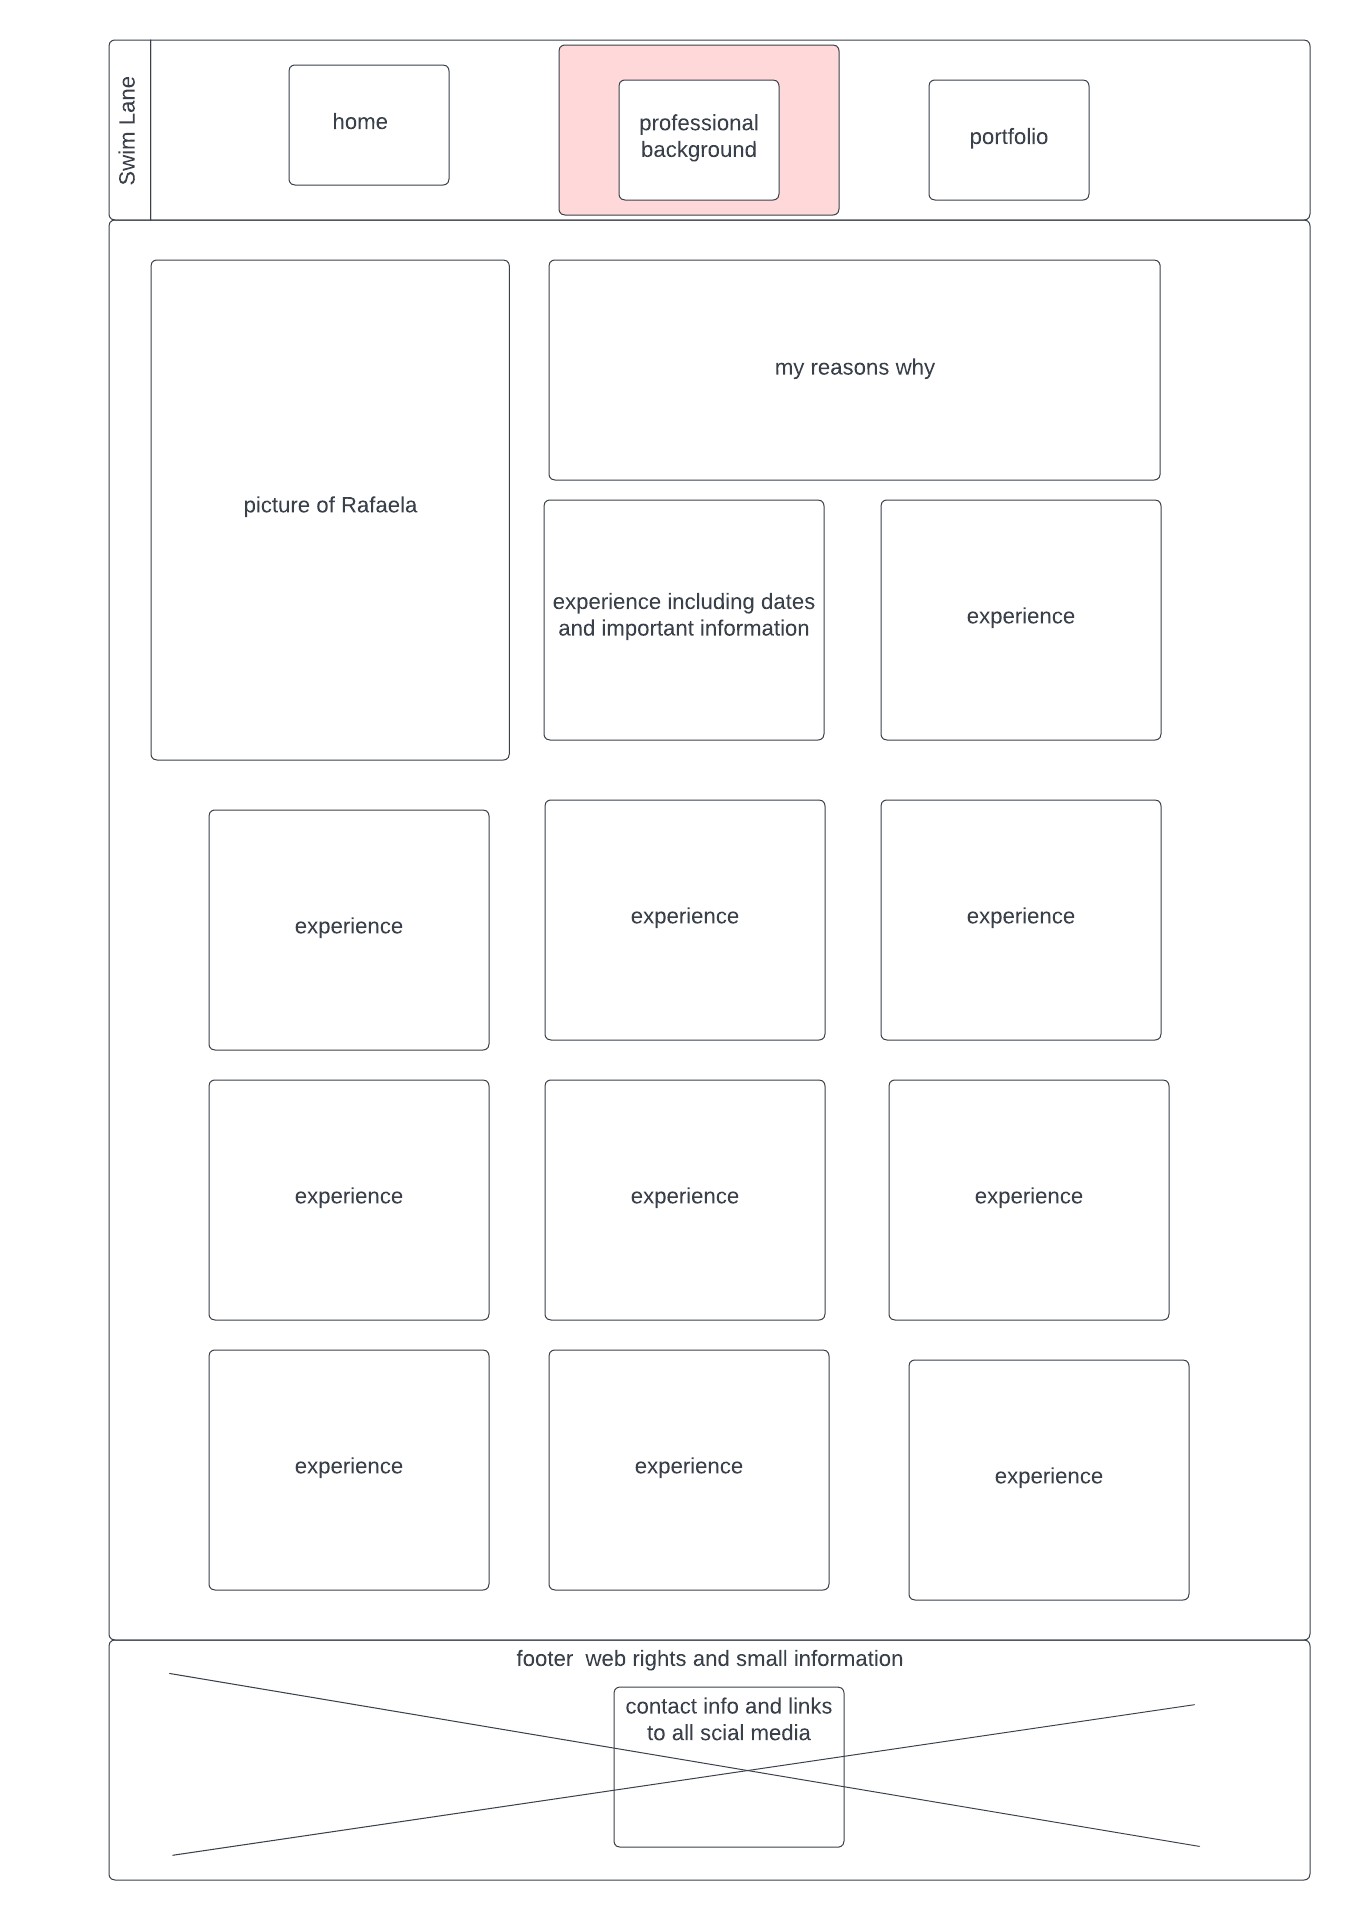 Swim Lane
home
professional
background
portfolio
picture of Rafaela
my reasons why
experience including dates
and important information
experience
experience
experience
experience
experience
experience
experience
experience
experience
experience
footer  web rights and small information
contact info and links
to all scial media